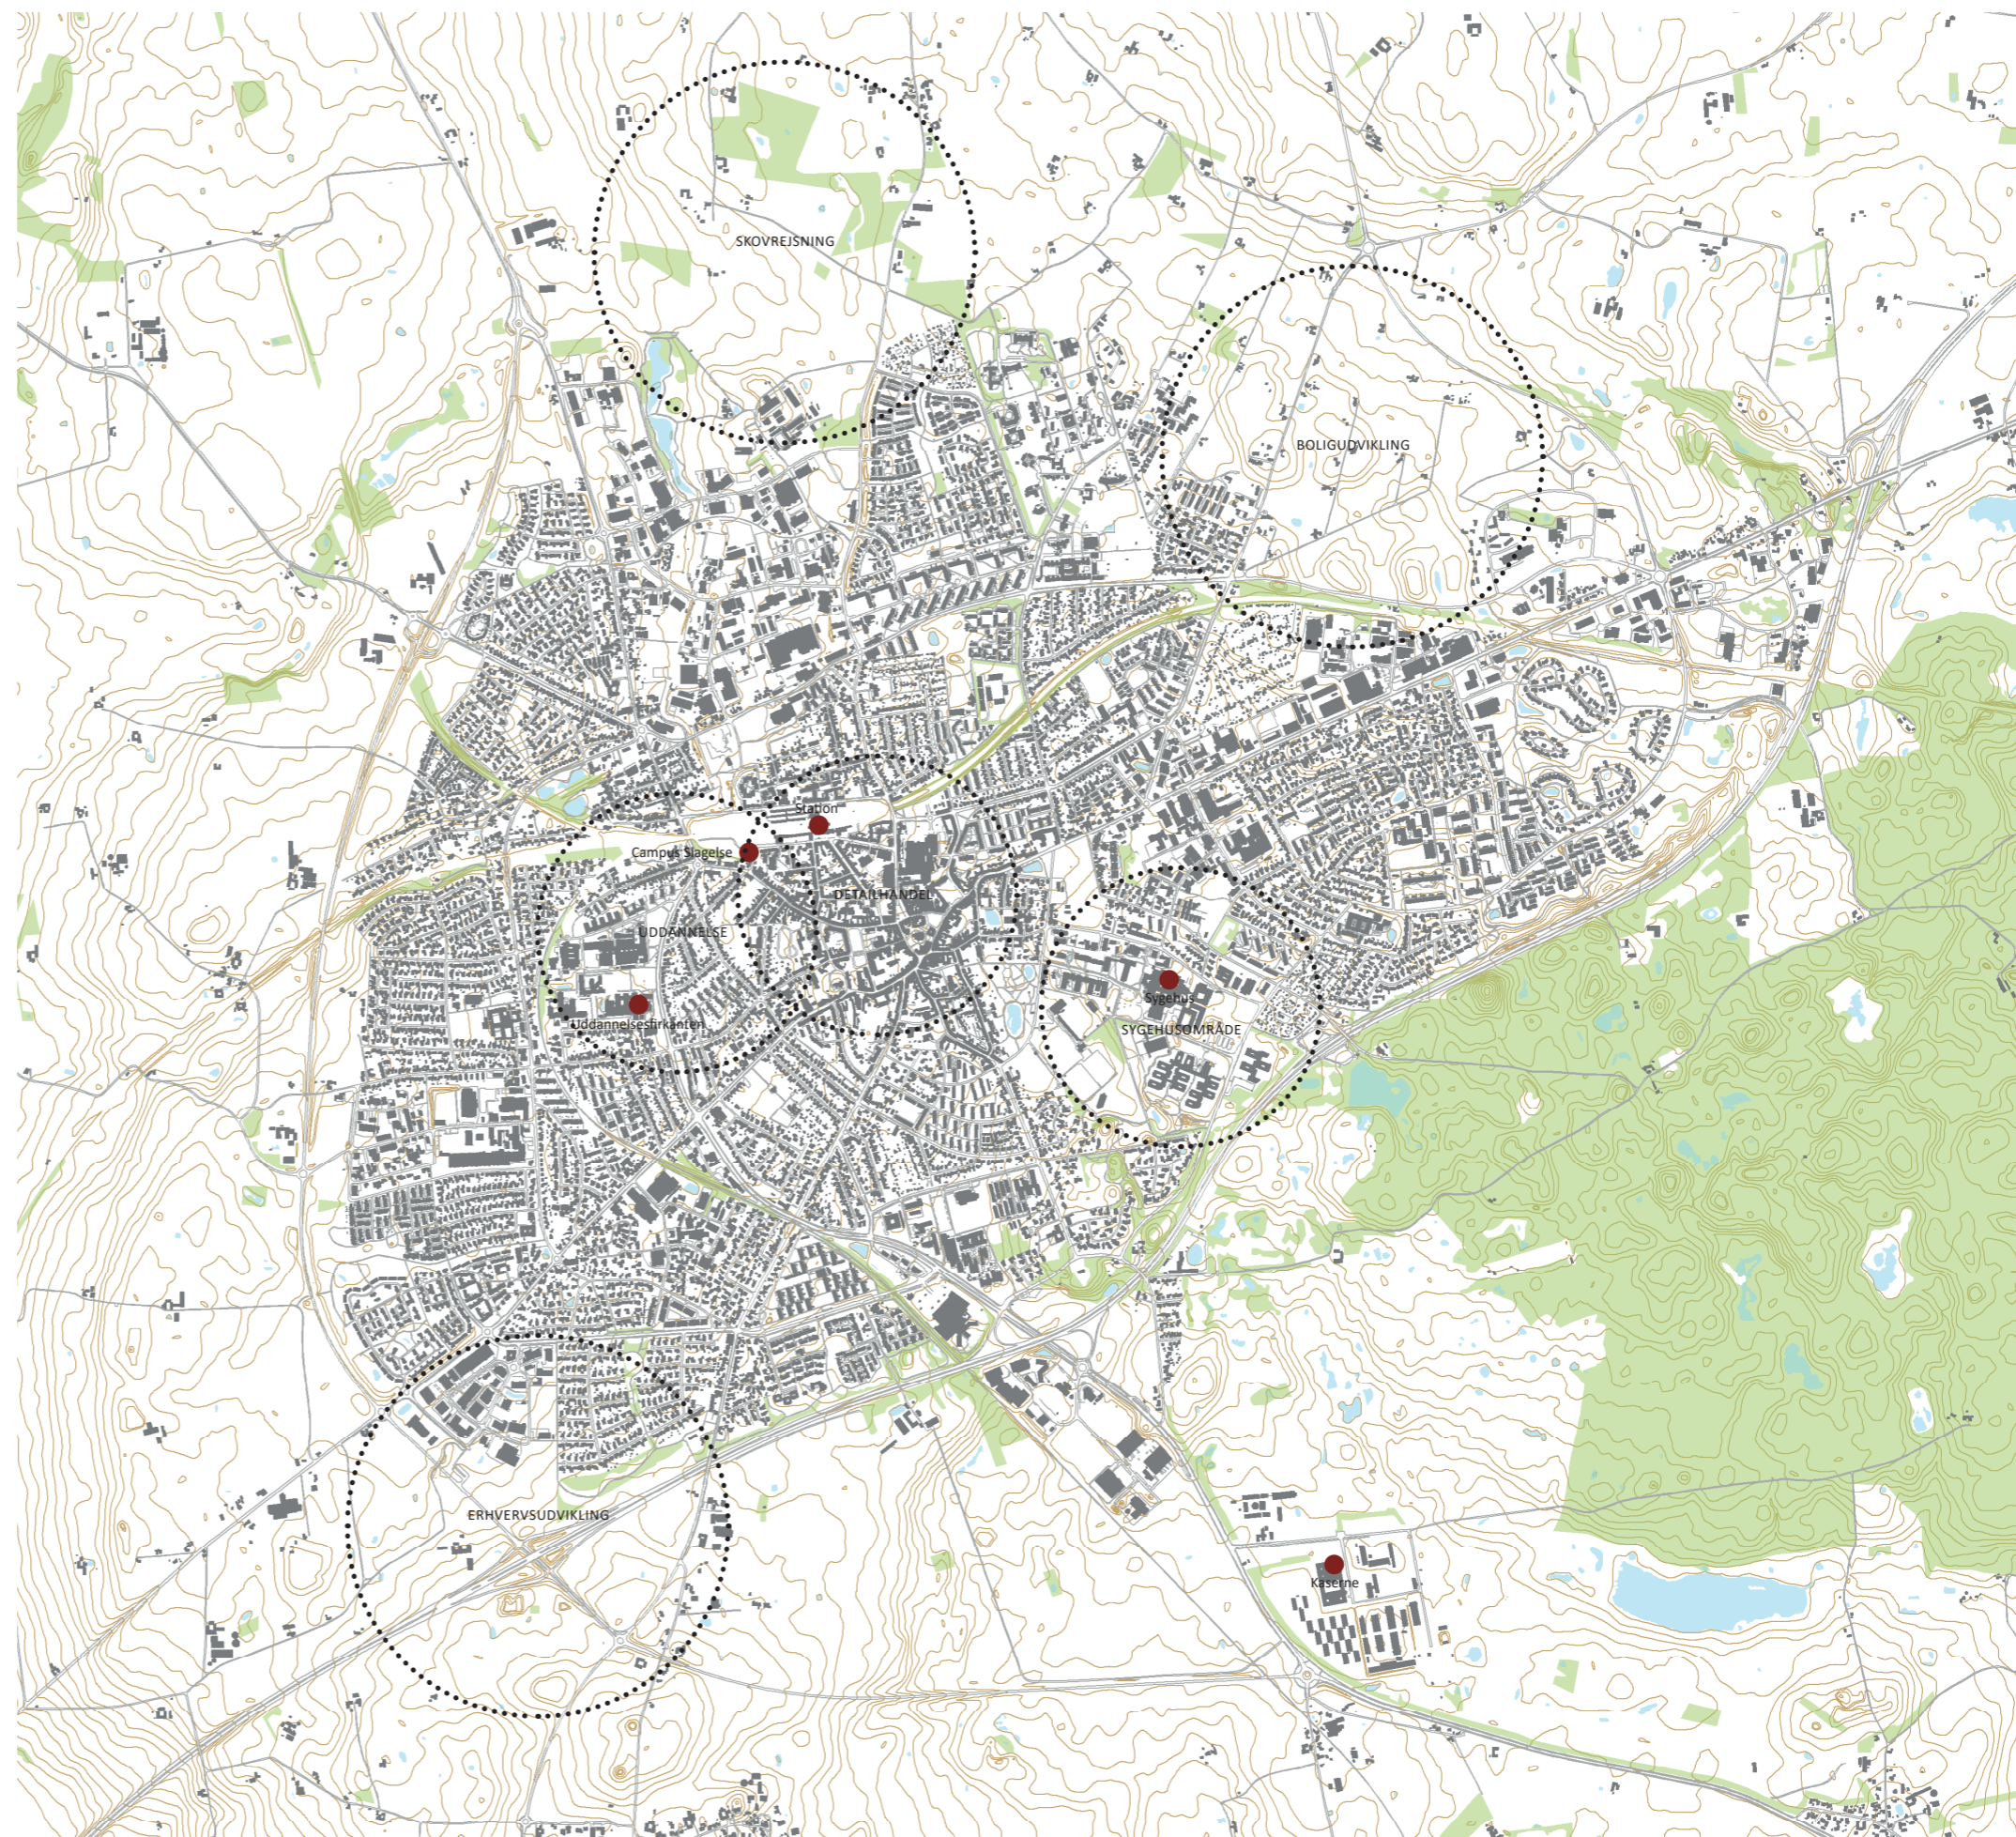 SKOVREJSNING
BOLIGUDVIKLING
Station
Campus Slagelse
DETAILHANDEL
UDDANNELSE
Sygehus
Uddannelsesfirkanten
SYGEHUSOMRÅDE
ERHVERVSUDVIKLING
Kaserne